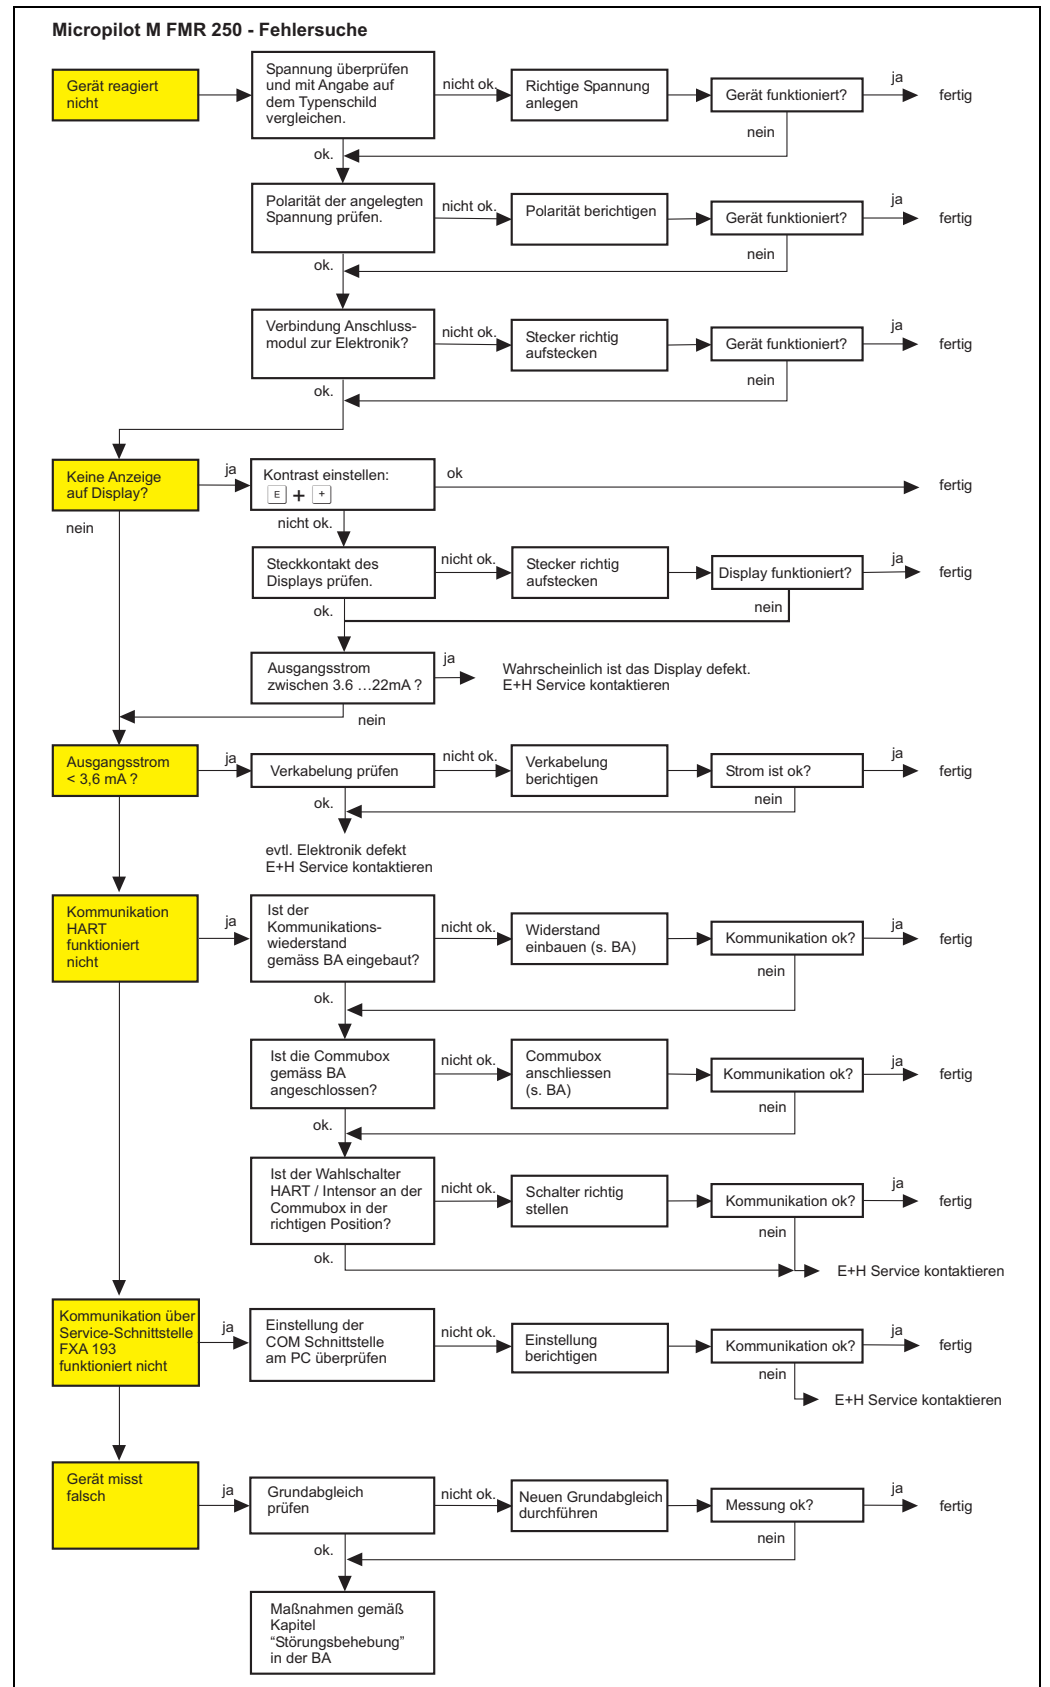 Micropilot M FMR 250 - Fehlersuche
Gerät reagiert
nicht
Spannung überprüfen
und mit Angabe auf
dem Typenschild
vergleichen.
nicht ok.
Richtige Spannung
anlegen
Gerät funktioniert?
ja
fertig
nein
ok.
Polarität der angelegten
Spannung prüfen.
nicht ok.
Polarität berichtigen
Gerät funktioniert?
ja
fertig
nein
ok.
Verbindung Anschluss-
modul zur Elektronik?
nicht ok.
Stecker richtig
aufstecken
Gerät funktioniert?
ja
fertig
nein
ok.
Keine Anzeige
auf Display?
ja
Kontrast einstellen:
E + +
ok
fertig
nein
nicht ok.
Steckkontakt des
Displays prüfen.
nicht ok.
Stecker richtig
aufstecken
Display funktioniert?
ja
fertig
nein
ok.
Ausgangsstrom
zwischen 3.6 ...22mA ?
ja
Wahrscheinlich ist das Display defekt.
E+H Service kontaktieren
nein
Ausgangsstrom
< 3,6 mA ?
ja
Verkabelung prüfen
nicht ok.
Verkabelung
berichtigen
Strom ist ok?
ja
fertig
nein
ok.
evtl. Elektronik defekt
E+H Service kontaktieren
Kommunikation
HART
funktioniert
nicht
ja
Ist der
Kommunikations-
wiederstand
gemäss BA eingebaut?
nicht ok.
Widerstand
einbauen (s. BA)
Kommunikation ok?
ja
fertig
nein
ok.
Ist die Commubox
gemäss BA
angeschlossen?
nicht ok.
Commubox
anschliessen
(s. BA)
Kommunikation ok?
ja
fertig
nein
ok.
Ist der Wahlschalter
HART / Intensor an der
Commubox in der
richtigen Position?
nicht ok.
Schalter richtig
stellen
Kommunikation ok?
ja
fertig
nein
ok.
E+H Service kontaktieren
Kommunikation über
Service-Schnittstelle
FXA 193
funktioniert nicht
ja
Einstellung der
COM Schnittstelle
am PC überprüfen
nicht ok.
Einstellung
berichtigen
Kommunikation ok?
ja
fertig
nein
E+H Service kontaktieren
Gerät misst
falsch
ja
Grundabgleich
prüfen
nicht ok.
Neuen Grundabgleich
durchführen
Messung ok?
ja
fertig
nein
ok.
Maßnahmen gemäß
Kapitel
“Störungsbehebung”
in der BA